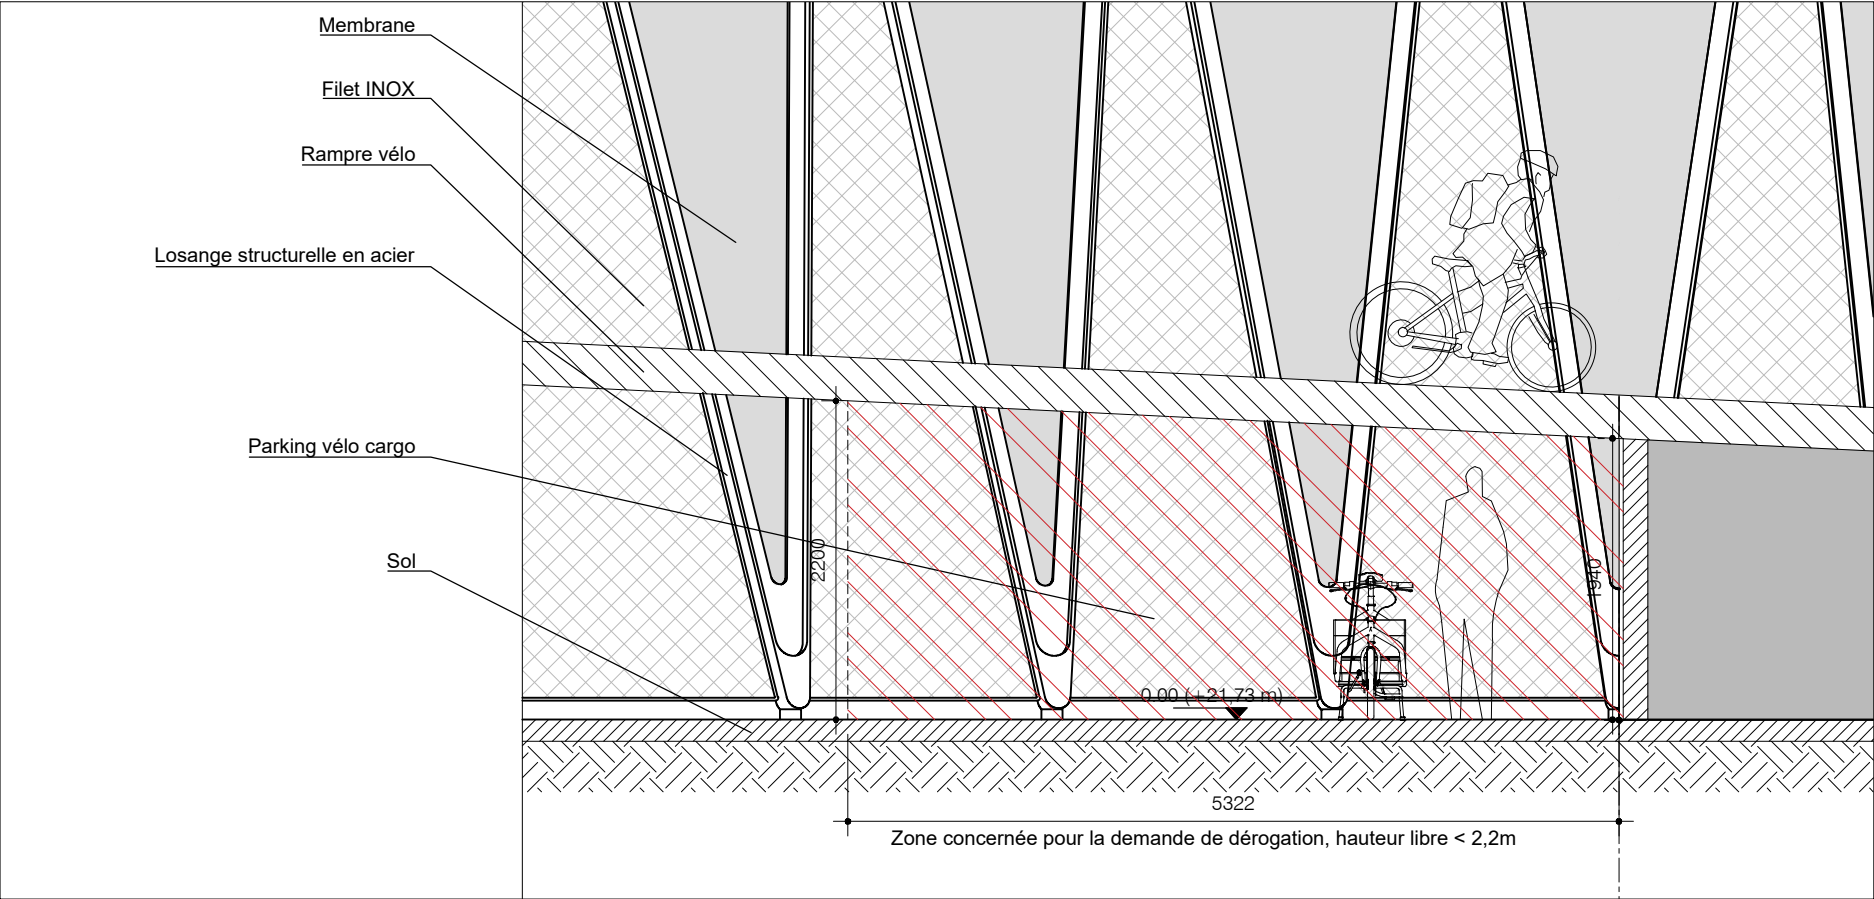 Membrane
Filet INOX
Rampre vélo
Losange structurelle en acier
Parking vélo cargo
Sol
2200
1940
0.00 (+21,73 m)
5322
Zone concernée pour la demande de dérogation, hauteur libre < 2,2m